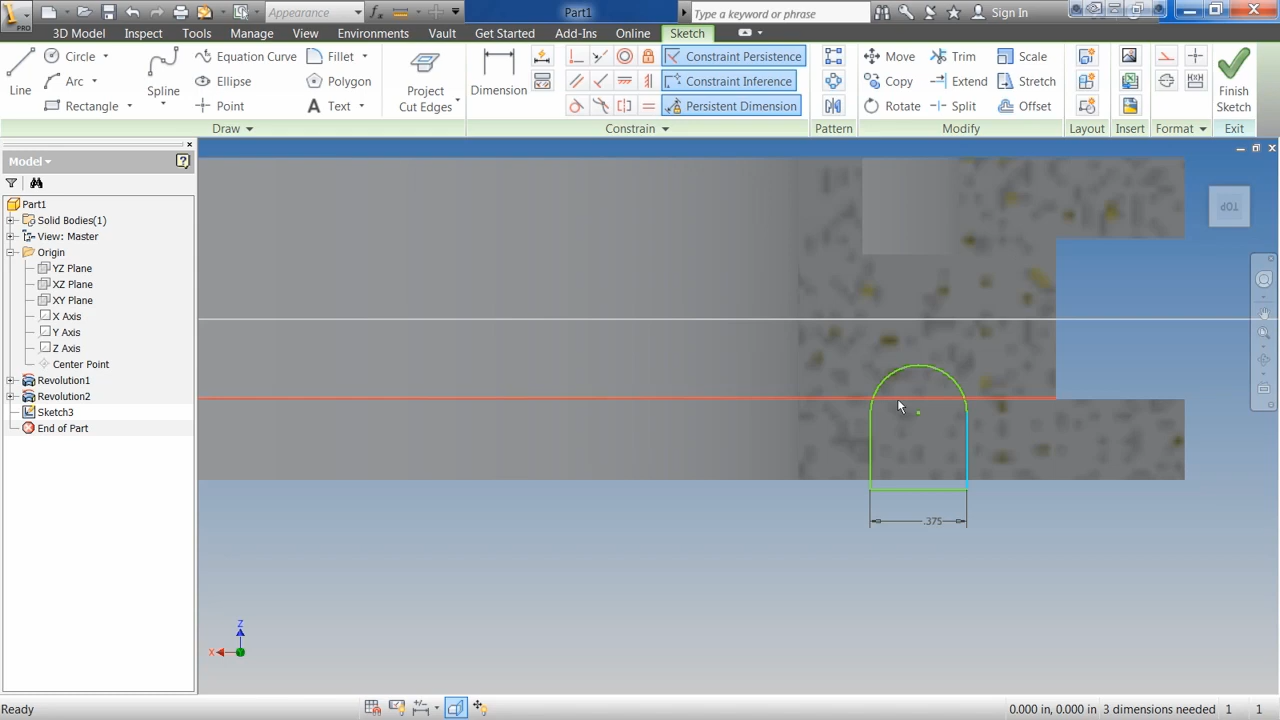 Appearance
fx
Part1
Type a keyword or phrase
Sign In
PRO
3D Model Inspect Tools Manage View Environments Vault Get Started Add-Ins Online Sketch
Line
Circle
Arc
Rectangle
Spline
Equation Curve
Ellipse
Point
Fillet
Polygon
Text
Project
Cut Edges
Dimension
Constraint Persistence
Constraint Inference
Persistent Dimension
Move
Copy
Rotate
Trim
Extend
Split
Scale
Stretch
Offset
Finish
Sketch
Draw Constrain Pattern Modify Layout Insert Format Exit
Model
Part1
Solid Bodies(1)
View: Master
Origin
YZ Plane
XZ Plane
XY Plane
X Axis
Y Axis
Z Axis
Center Point
Revolution1
Revolution2
Sketch3
End of Part
TOP
.375
Z
X
Ready
0.000 in, 0.000 in 3 dimensions needed 1 1